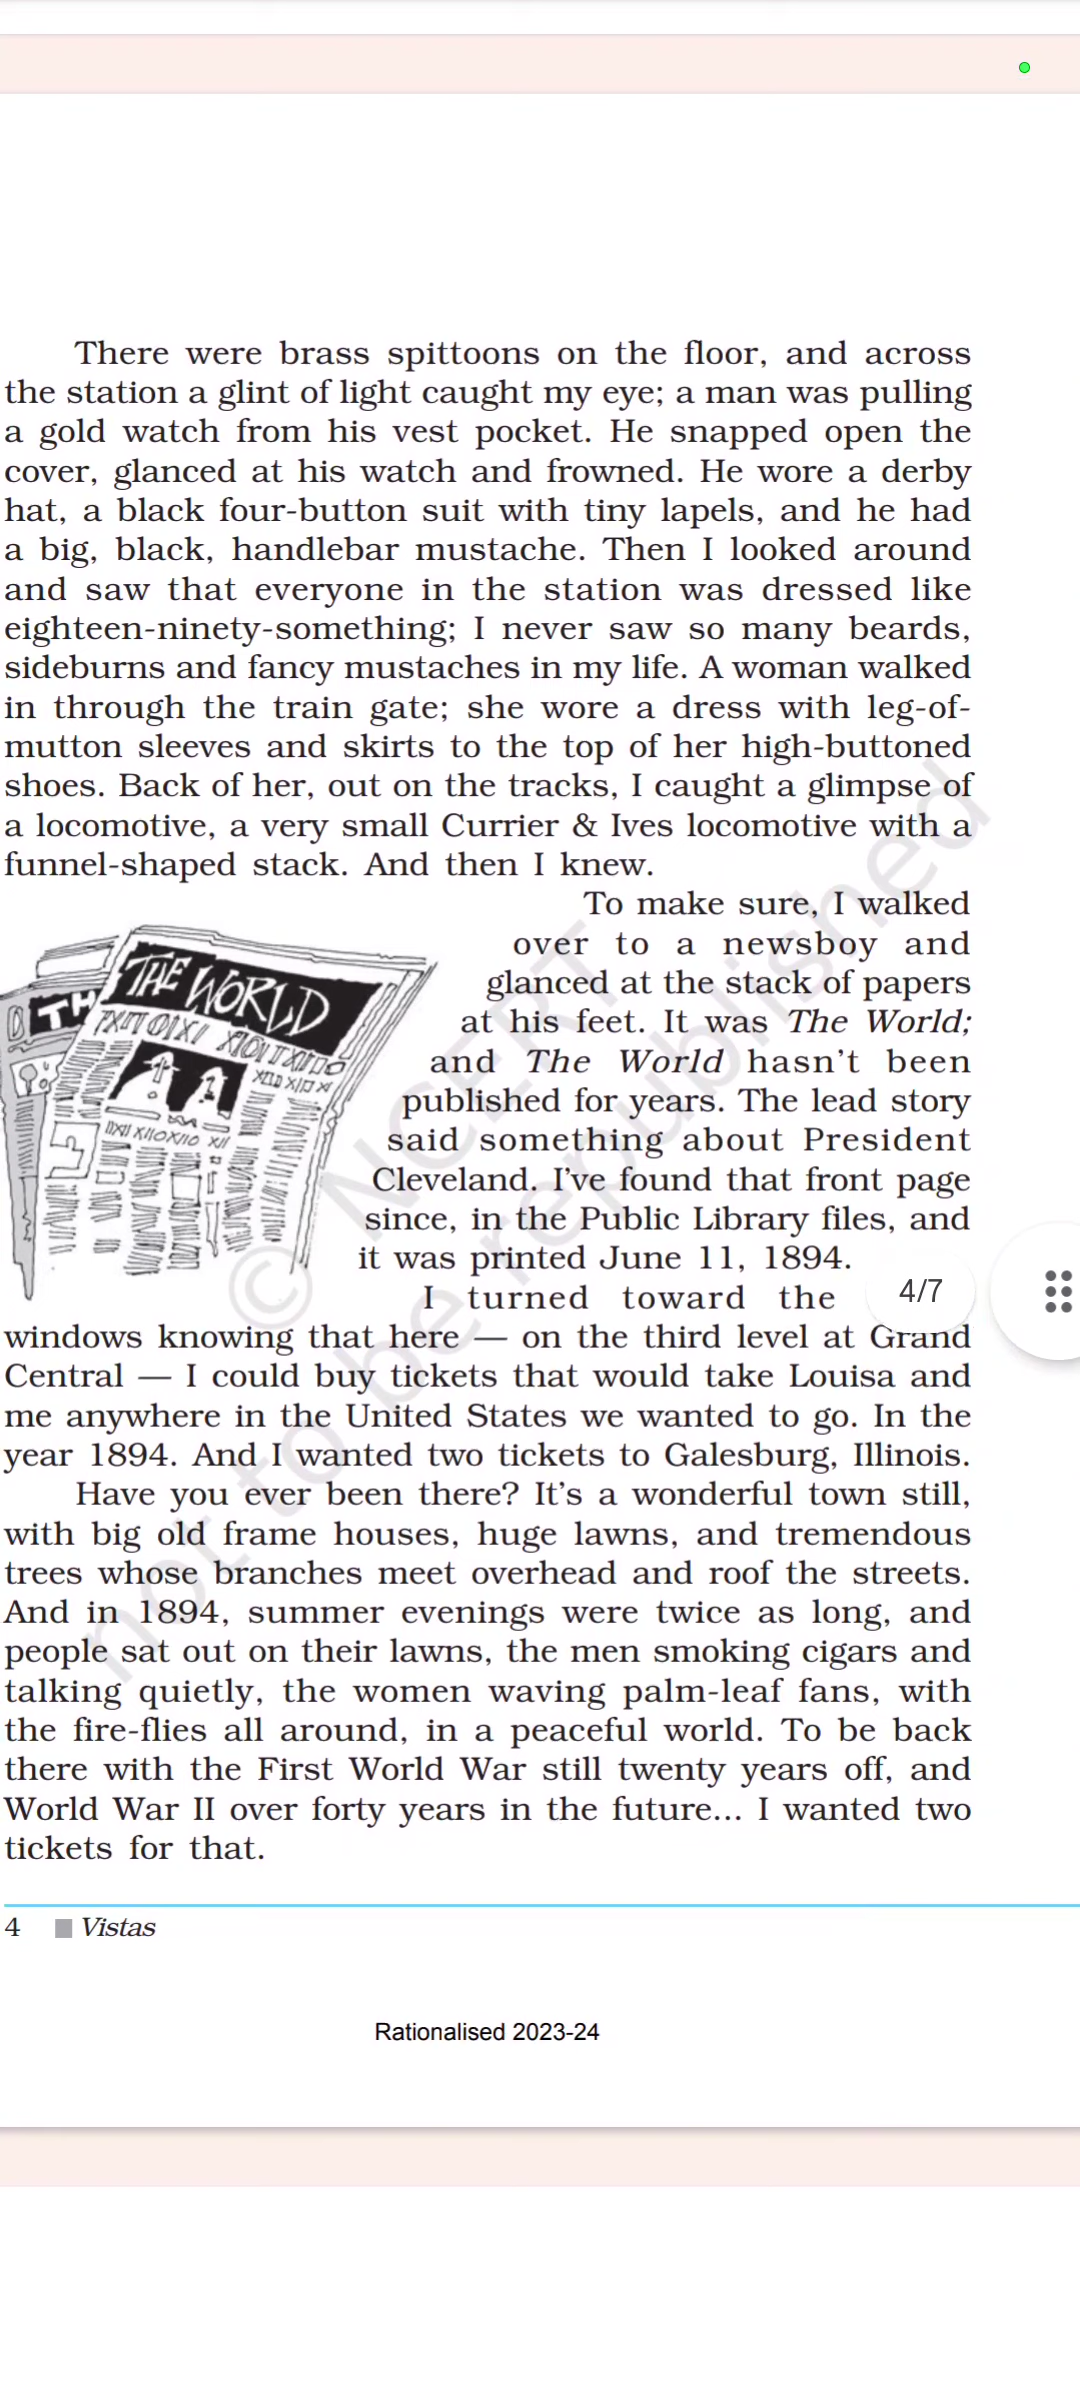 There were brass spittoons on the floor, and across
the station a glint of light caught my eye; a man was pulling
a gold watch from his vest pocket. He snapped open the
cover, glanced at his watch and frowned. He wore a derby
hat, a black four-button suit with tiny lapels, and he had
a big, black, handlebar mustache. Then I looked around
and saw that everyone in the station was dressed like
eighteen-ninety-something; I never saw so many beards,
sideburns and fancy mustaches in my life. A woman walked
in through the train gate; she wore a dress with leg-of-
mutton sleeves and skirts to the top of her high-buttoned
shoes. Back of her, out on the tracks, I caught a glimpse of
a locomotive, a very small Currier & Ives locomotive with a
funnel-shaped stack. And then I knew.
THE WORLD
TH
To make sure, I walked
over to a newsboy and
glanced at the stack of papers
at his feet. It was The World;
and The World hasn't been
published for years. The lead story
said something about President
Cleveland. I've found that front page
since, in the Public Library files, and
it was printed June 11, 1894.
I turned toward the
4/7
windows knowing that here — on the third level at Grand
Central — I could buy tickets that would take Louisa and
me anywhere in the United States we wanted to go. In the
year 1894. And I wanted two tickets to Galesburg, Illinois.
Have you ever been there? It's a wonderful town still,
with big old frame houses, huge lawns, and tremendous
trees whose branches meet overhead and roof the streets.
And in 1894, summer evenings were twice as long, and
people sat out on their lawns, the men smoking cigars and
talking quietly, the women waving palm-leaf fans, with
the fire-flies all around, in a peaceful world. To be back
there with the First World War still twenty years off, and
World War II over forty years in the future... I wanted two
tickets for that.
© NCERT
not to be republished
4 Vistas
Rationalised 2023-24